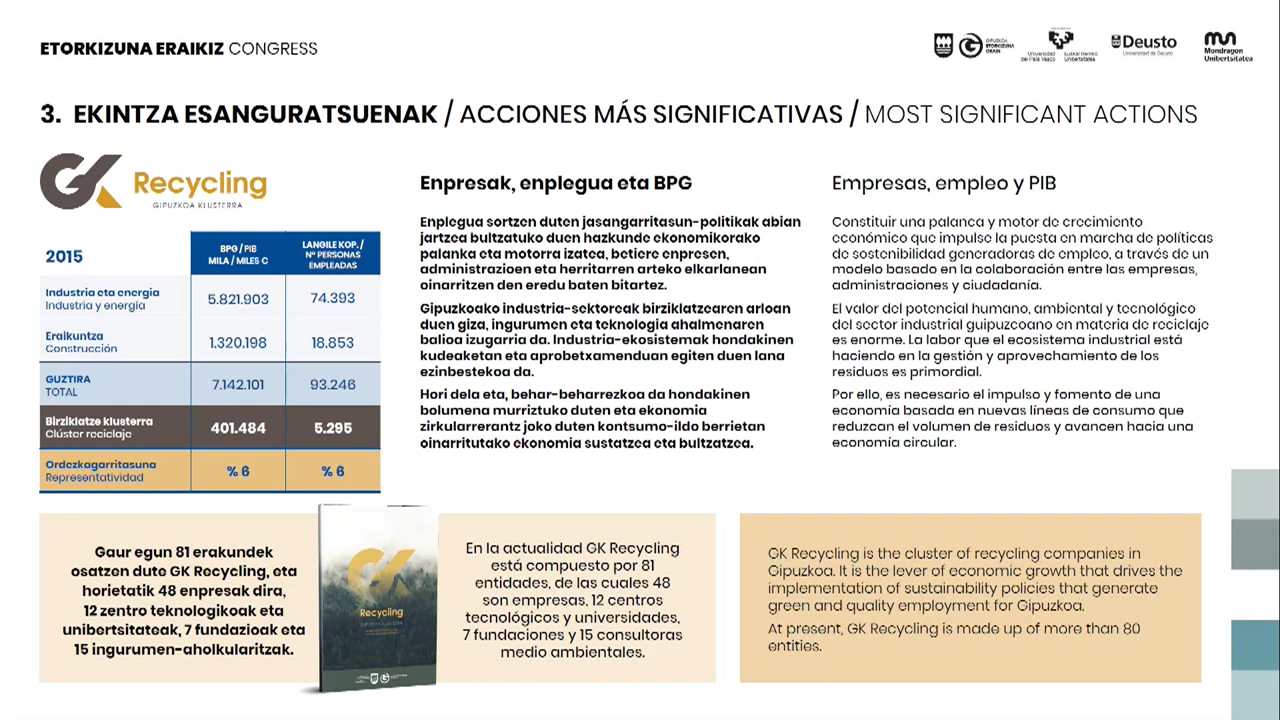 ETORKIZUNA ERAIKIZ CONGRESS
GIPUZKOA
ETORKIZUNA
ORAIN
Universidad del País Vasco
Euskal Herriko Unibertsitatea
Deusto
Universidad de Deusto
Mondragon
Unibertsitatea
3. EKINTZA ESANGURATSUENAK / ACCIONES MÁS SIGNIFICATIVAS / MOST SIGNIFICANT ACTIONS
GK Recycling
GIPUZKOA KLUSTERRA
2015
BPG / PIB
MILA / MILES €
LANGILE KOP. /
Nº PERSONAS
EMPLEADAS
Industria eta energia
Industria y energía
5.821.903
74.393
Eraikuntza
Construcción
1.320.198
18.853
GUZTIRA
TOTAL
7.142.101
93.246
Birziklatze klusterra
Clúster reciclaje
401.484
5.295
Ordezkagarritasuna
Representatividad
% 6
% 6
Enpresak, enplegua eta BPG
Enplegua sortzen duten jasangarritasun-politikak abian
jartzea bultzatuko duen hazkunde ekonomikorako
palanka eta motorra izatea, betiere enpresen,
administrazioen eta herritarren arteko elkarlanean
oinarritzen den eredu baten bitartez.
Gipuzkoako industria-sektoreak birziklatzearen arloan
duen giza, ingurumen eta teknologia ahalmenaren
balioa izugarria da. Industria-ekosistemak hondakinen
kudeaketan eta aprobetxamenduan egiten duen lana
ezinbestekoa da.
Hori dela eta, behar-beharrezkoa da hondakinen
bolumena murriztuko duten eta ekonomia
zirkularrerantz joko duten kontsumo-ildo berrietan
oinarritutako ekonomia sustatzea eta bultzatzea.
Empresas, empleo y PIB
Constituir una palanca y motor de crecimiento
económico que impulse la puesta en marcha de políticas
de sostenibilidad generadoras de empleo, a través de un
modelo basado en la colaboración entre las empresas,
administraciones y ciudadanía.
El valor del potencial humano, ambiental y tecnológico
del sector industrial guipuzcoano en materia de reciclaje
es enorme. La labor que el ecosistema industrial está
haciendo en la gestión y aprovechamiento de los
residuos es primordial.
Por ello, es necesario el impulso y fomento de una
economía basada en nuevas líneas de consumo que
reduzcan el volumen de residuos y avancen hacia una
economía circular.
Gaur egun 81 erakundek
osatzen dute GK Recycling, eta
horietatik 48 enpresak dira,
12 zentro teknologikoak eta
unibertsitateak, 7 fundazioak eta
15 ingurumen-aholkularitzak.
GK
Recycling
GIPUZKOA KLUSTERRA
En la actualidad GK Recycling
está compuesto por 81
entidades, de las cuales 48
son empresas, 12 centros
tecnológicos y universidades,
7 fundaciones y 15 consultoras
medio ambientales.
GK Recycling is the cluster of recycling companies in
Gipuzkoa. It is the lever of economic growth that drives the
implementation of sustainability policies that generate
green and quality employment for Gipuzkoa.
At present, GK Recycling is made up of more than 80
entities.